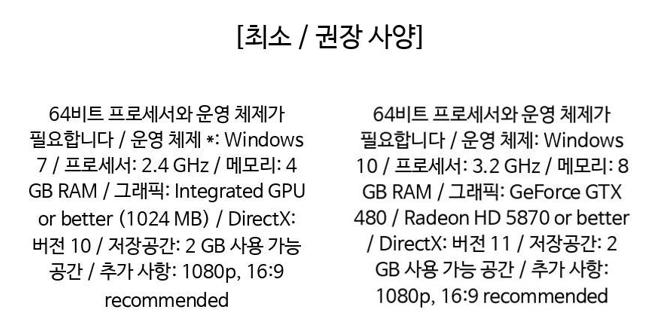 [최소 / 권장 사양]
64비트 프로세서와 운영 체제가
필요합니다 / 운영 체제 *: Windows
7 / 프로세서: 2.4 GHz / 메모리: 4
GB RAM / 그래픽: Integrated GPU
or better (1024 MB) / DirectX:
버전 10 / 저장공간: 2 GB 사용 가능
공간 / 추가 사항: 1080p, 16:9
recommended
64비트 프로세서와 운영 체제가
필요합니다 / 운영 체제: Windows
10 / 프로세서: 3.2 GHz / 메모리: 8
GB RAM / 그래픽: GeForce GTX
480 / Radeon HD 5870 or better
/ DirectX: 버전 11 / 저장공간: 2
GB 사용 가능 공간 / 추가 사항:
1080p, 16:9 recommended